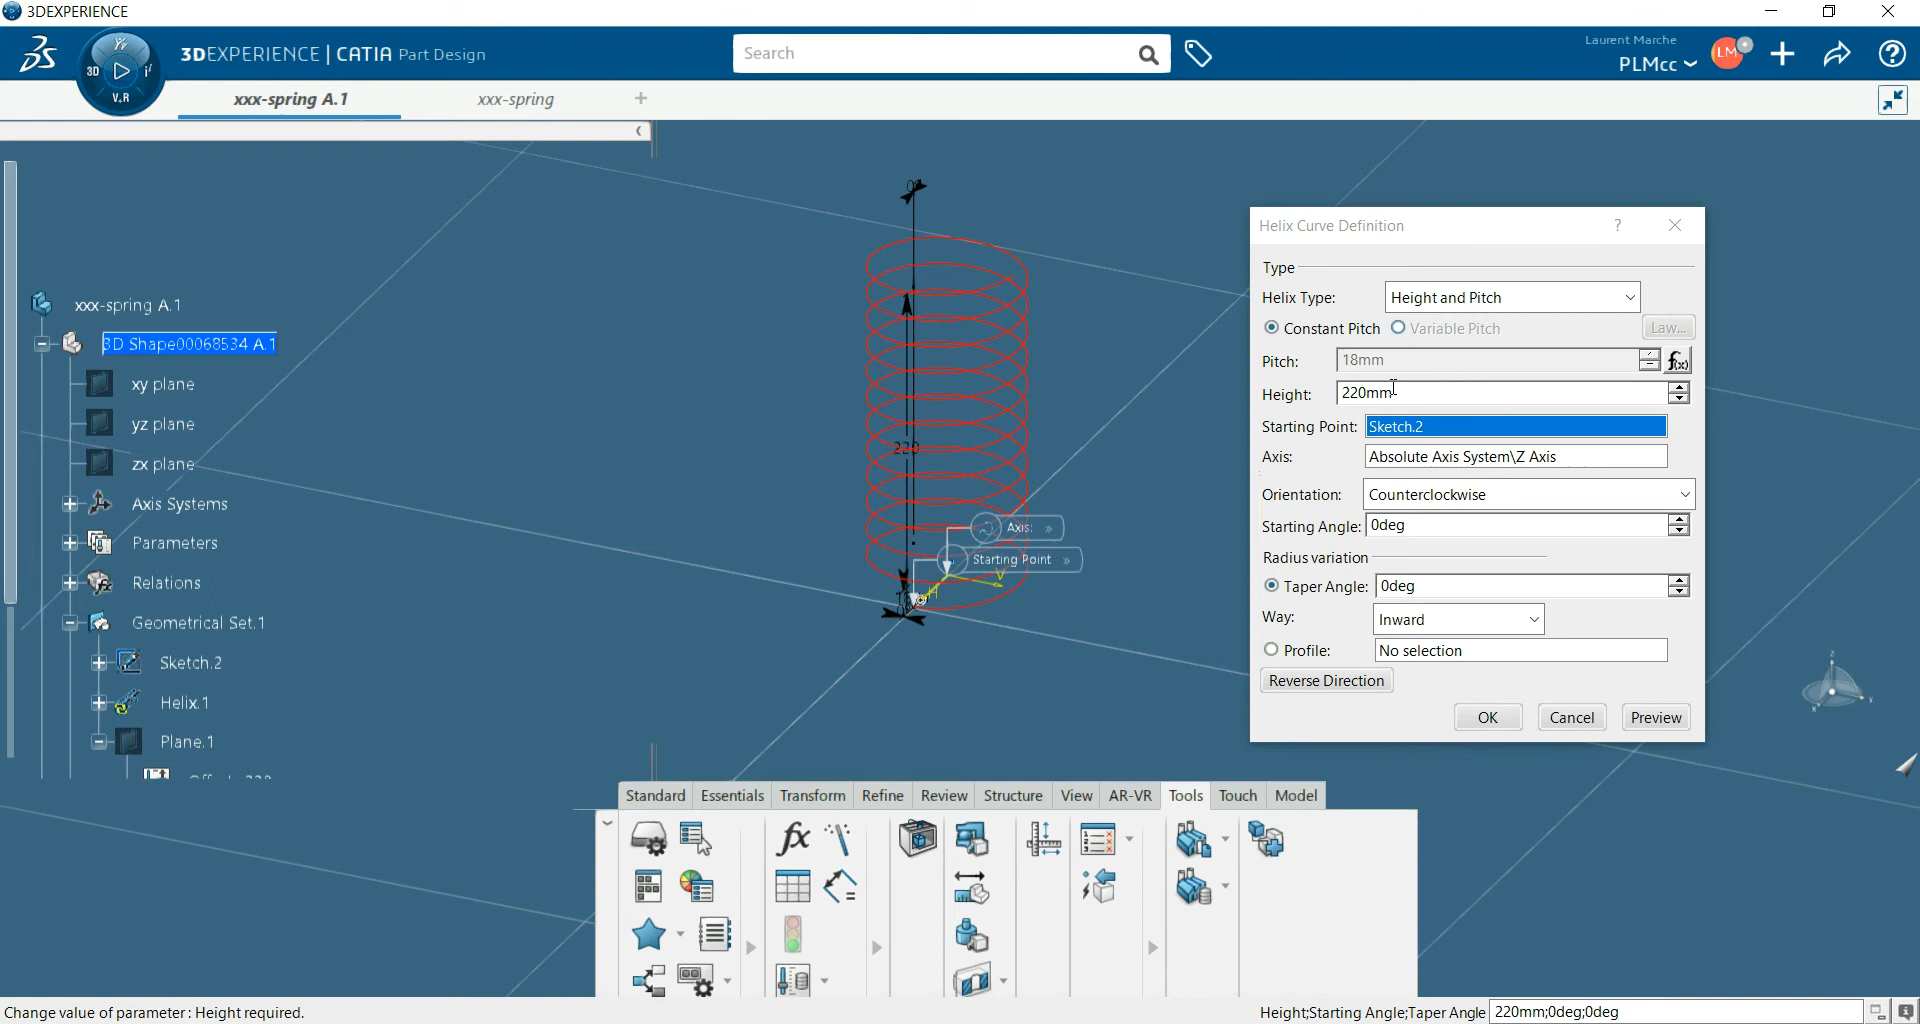 3DEXPERIENCE
3DEXPERIENCE | CATIA Part Design
Search
Laurent Marche
PLMcc
LM
3D
V.R
xxx-spring A.1
xxx-spring
+
xxx-spring A.1
3D Shape00068534 A.1
xy plane
yz plane
zx plane
Axis Systems
Parameters
Relations
Geometrical Set.1
Sketch.2
Helix.1
Plane.1
220
Axis: »
Starting Point »
V
H
Helix Curve Definition
?
Type
Helix Type: Height and Pitch
Constant Pitch Variable Pitch Law...
Pitch: 18mm f(x)
Height: 220mm
Starting Point: Sketch.2
Axis: Absolute Axis System\Z Axis
Orientation: Counterclockwise
Starting Angle: 0deg
Radius variation
Taper Angle: 0deg
Way: Inward
Profile: No selection
Reverse Direction
OK Cancel Preview
Standard Essentials Transform Refine Review Structure View AR-VR Tools Touch Model
fx
Change value of parameter : Height required.
Height;Starting Angle;Taper Angle 220mm;0deg;0deg